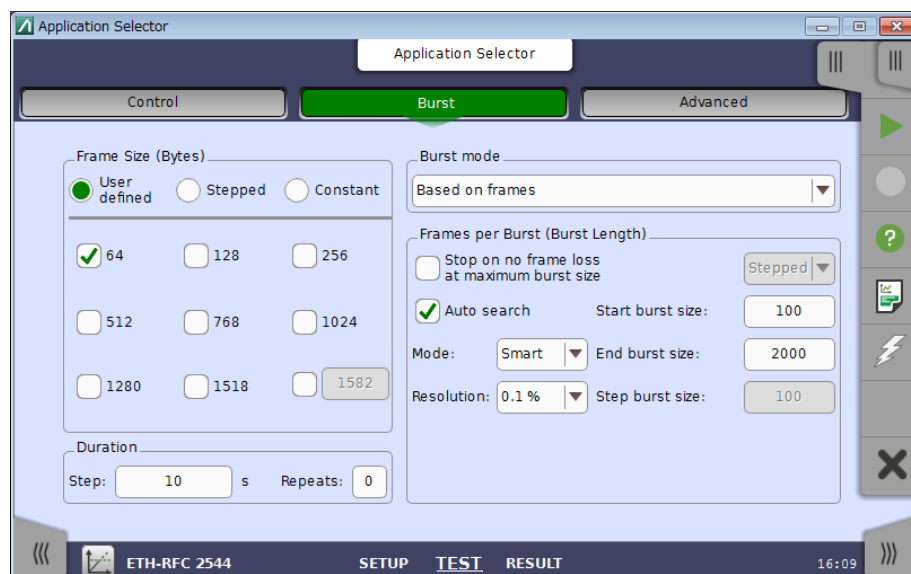 Application Selector
Application Selector
Control
Burst
Advanced
Frame Size (Bytes)
User defined
Stepped
Constant
64
128
256
512
768
1024
1280
1518
1582
Duration
Step:
10
s
Repeats:
0
Burst mode
Based on frames
Frames per Burst (Burst Length)
Stop on no frame loss
at maximum burst size
Stepped
Auto search
Start burst size:
100
Mode:
Smart
End burst size:
2000
Resolution:
0.1 %
Step burst size:
100
ETH-RFC 2544
SETUP
TEST
RESULT
16:09